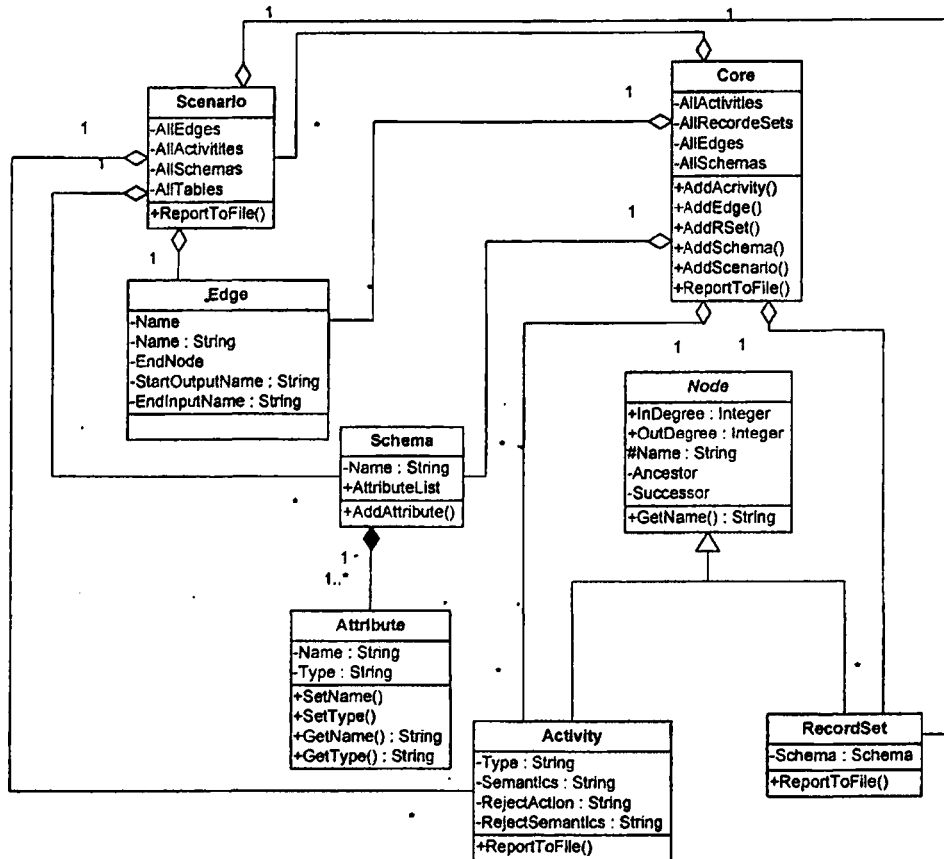 1
1
Scenario
-AllEdges
-AllActivitites
-AllSchemas
-AllTables
+ReportToFile()
1
*
1
Core
-AllActivities
-AllRecordeSets
-AllEdges
-AllSchemas
+AddAcrivity()
+AddEdge()
+AddRSet()
+AddSchema()
+AddScenario()
+ReportToFile()
1
1
1
1
1
Edge
-Name
-Name : String
-EndNode
-StartOutputName : String
-EndInputName : String
Node
+InDegree : Integer
+OutDegree : Integer
#Name : String
-Ancestor
-Successor
+GetName() : String
Schema
-Name : String
+AttributeList
+AddAttribute()
*
*
1
1..*
Attribute
-Name : String
-Type : String
+SetName()
+SetType()
+GetName() : String
+GetType() : String
*
*
*
Activity
-Type : String
-Semantics : String
-RejectAction : String
-RejectSemantics : String
+ReportToFile()
RecordSet
-Schema : Schema
+ReportToFile()